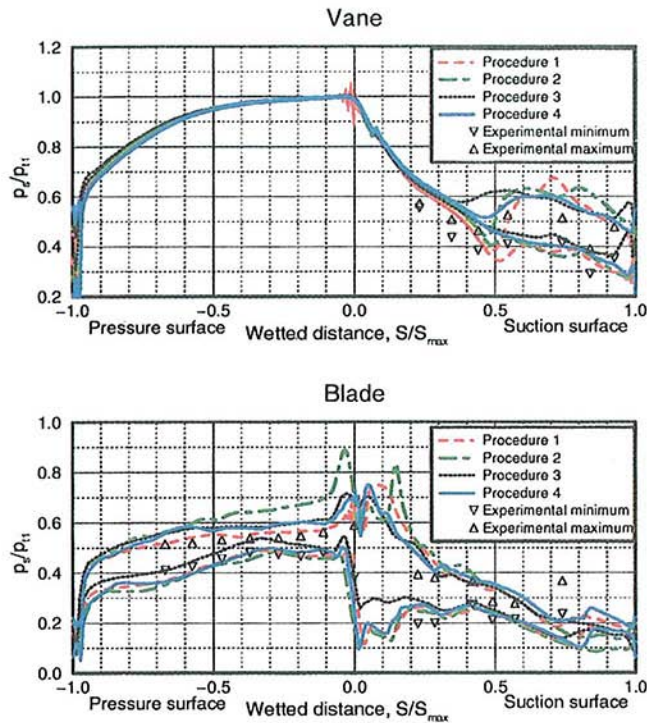 Vane
1.2
1.0
0.8
0.6
0.4
0.2
p_s/p_t1
Procedure 1
Procedure 2
Procedure 3
Procedure 4
Experimental minimum
Experimental maximum
−1.0 −0.5 0.0 0.5 1.0
Pressure surface Wetted distance, S/S_max Suction surface
Blade
1.0
0.8
0.6
0.4
0.2
0.0
p_s/p_t1
Procedure 1
Procedure 2
Procedure 3
Procedure 4
Experimental minimum
Experimental maximum
−1.0 −0.5 0.0 0.5 1.0
Pressure surface Wetted distance, S/S_max Suction surface